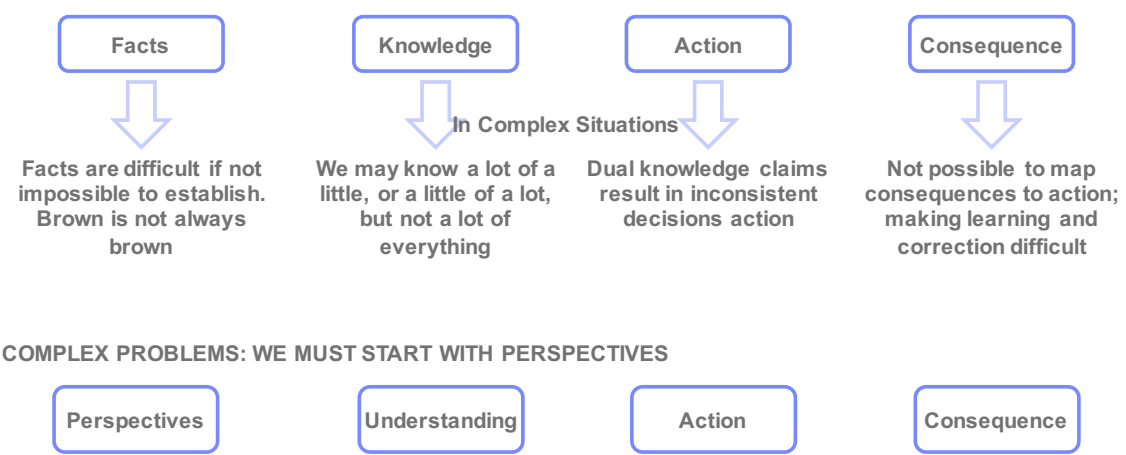 Facts
Knowledge
Action
Consequence
In Complex Situations
Facts are difficult if not
impossible to establish.
Brown is not always
brown
We may know a lot of a
little, or a little of a lot,
but not a lot of
everything
Dual knowledge claims
result in inconsistent
decisions action
Not possible to map
consequences to action;
making learning and
correction difficult
COMPLEX PROBLEMS: WE MUST START WITH PERSPECTIVES
Perspectives
Understanding
Action
Consequence